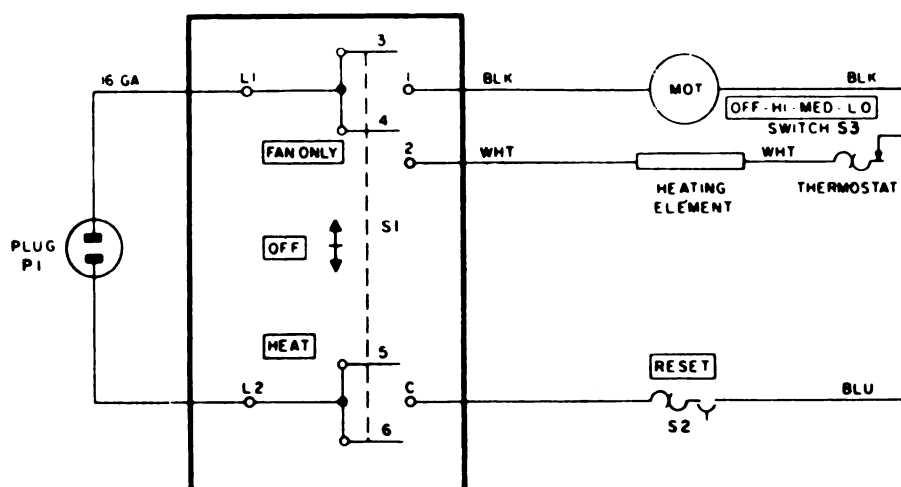 3
16 GA
L1
1
BLK
MOT
BLK
OFF-HI-MED-LO
SWITCH S3
4
FAN ONLY
2
WHT
WHT
HEATING
ELEMENT
THERMOSTAT
S1
PLUG
P1
OFF
HEAT
5
RESET
L2
C
BLU
S2
6